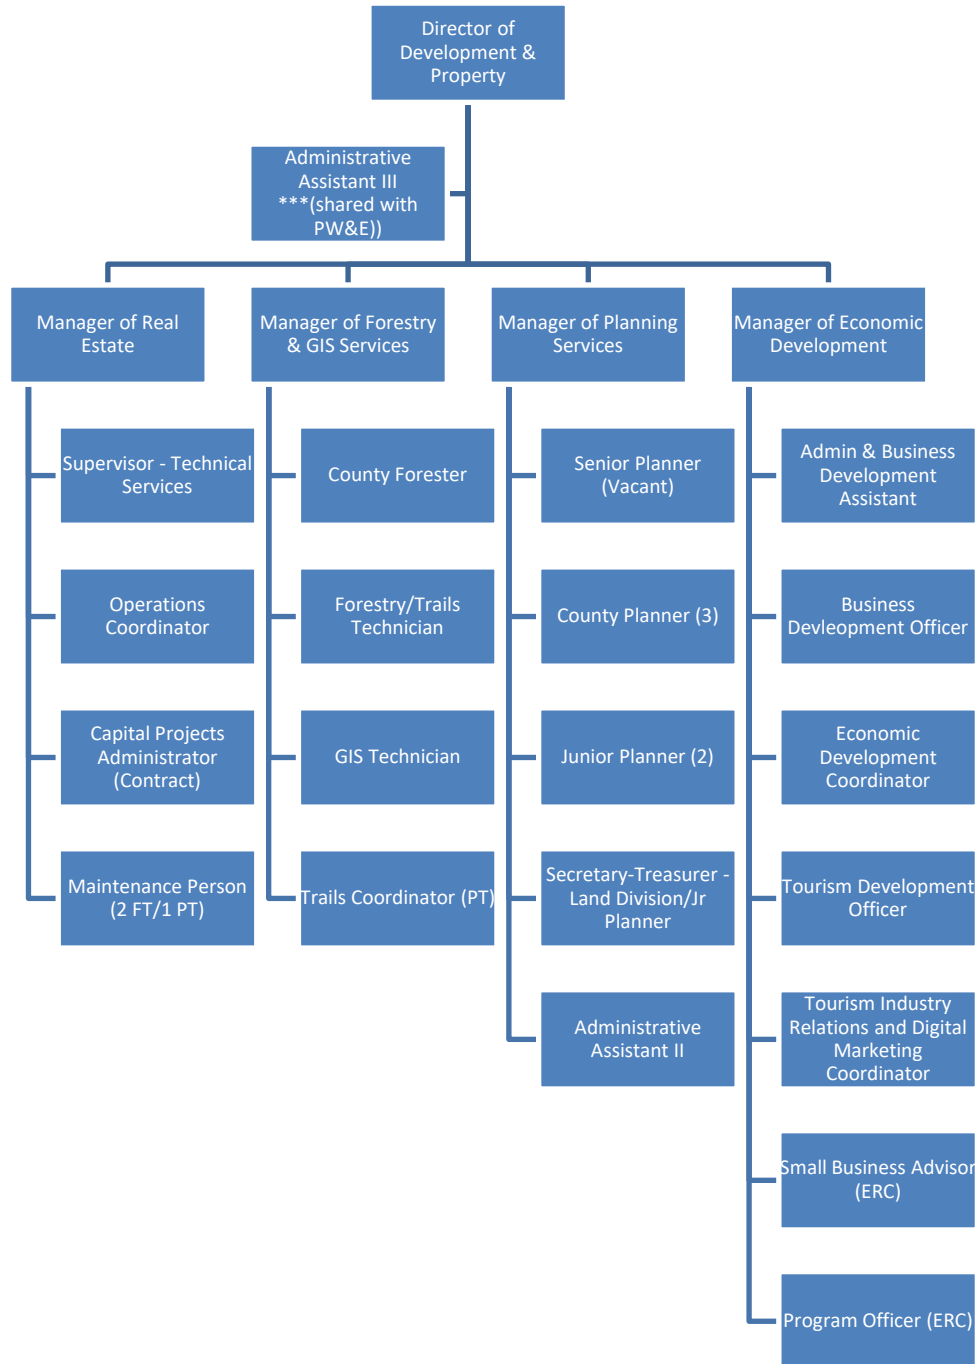 Director of
Development &
Property
Administrative
Assistant III
***(shared with
PW&E))
Manager of Real
Estate
Manager of Forestry
& GIS Services
Manager of Planning
Services
Manager of Economic
Development
Supervisor - Technical
Services
Operations
Coordinator
Capital Projects
Administrator
(Contract)
Maintenance Person
(2 FT/1 PT)
County Forester
Forestry/Trails
Technician
GIS Technician
Trails Coordinator (PT)
Senior Planner
(Vacant)
County Planner (3)
Junior Planner (2)
Secretary-Treasurer -
Land Division/Jr
Planner
Administrative
Assistant II
Admin & Business
Development
Assistant
Business
Devleopment Officer
Economic
Development
Coordinator
Tourism Development
Officer
Tourism Industry
Relations and Digital
Marketing
Coordinator
Small Business Advisor
(ERC)
Program Officer (ERC)